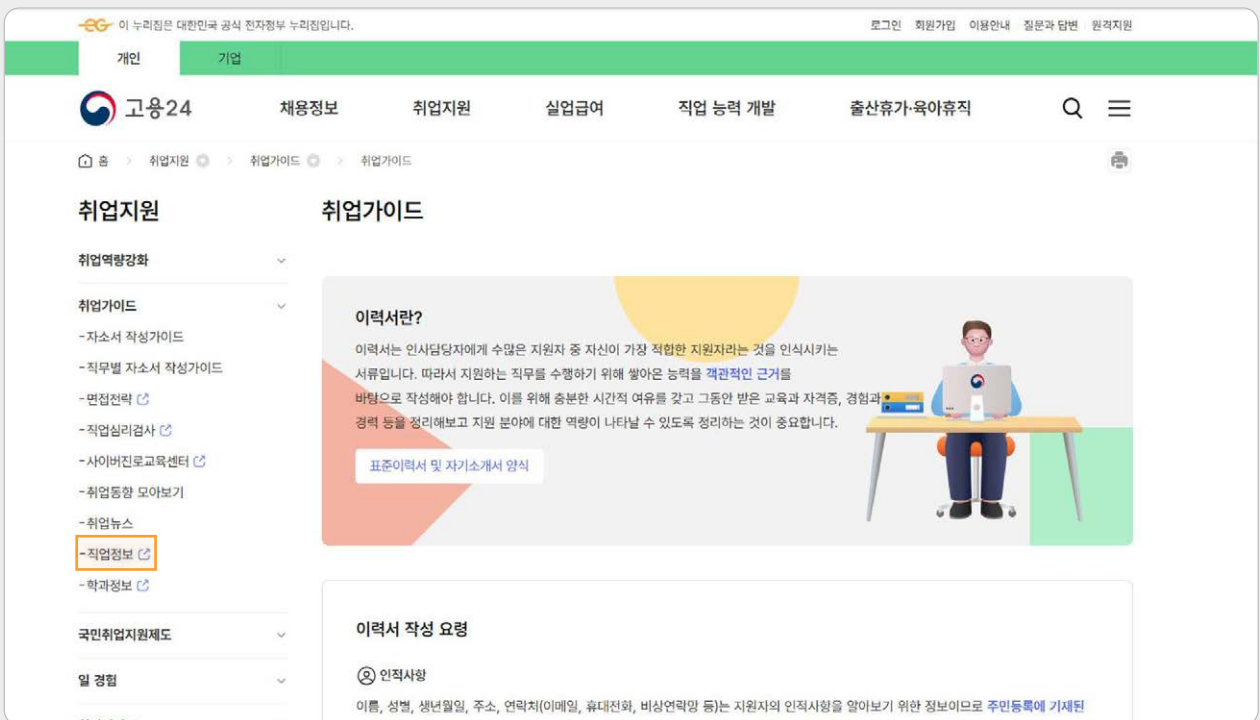 이 누리집은 대한민국 공식 전자정부 누리집입니다.
로그인 회원가입 이용안내 질문과 답변 원격지원
개인 기업
고용24 채용정보 취업지원 실업급여 직업 능력 개발 출산휴가·육아휴직
홈 > 취업지원 > 취업가이드 > 취업가이드
취업지원
취업가이드
취업역량강화
취업가이드
-자소서 작성가이드
-직무별 자소서 작성가이드
-면접전략
-직업심리검사
-사이버진로교육센터
-취업동향 모아보기
-취업뉴스
-직업정보
-학과정보
국민취업지원제도
일 경험
이력서란?
이력서는 인사담당자에게 수많은 지원자 중 자신이 가장 적합한 지원자라는 것을 인식시키는
서류입니다. 따라서 지원하는 직무를 수행하기 위해 쌓아온 능력을 객관적인 근거를
바탕으로 작성해야 합니다. 이를 위해 충분한 시간적 여유를 갖고 그동안 받은 교육과 자격증, 경험과
경력 등을 정리해보고 지원 분야에 대한 역량이 나타날 수 있도록 정리하는 것이 중요합니다.
표준이력서 및 자기소개서 양식
이력서 작성 요령
인적사항
이름, 성별, 생년월일, 주소, 연락처(이메일, 휴대전화, 비상연락망 등)는 지원자의 인적사항을 알아보기 위한 정보이므로 주민등록에 기재된